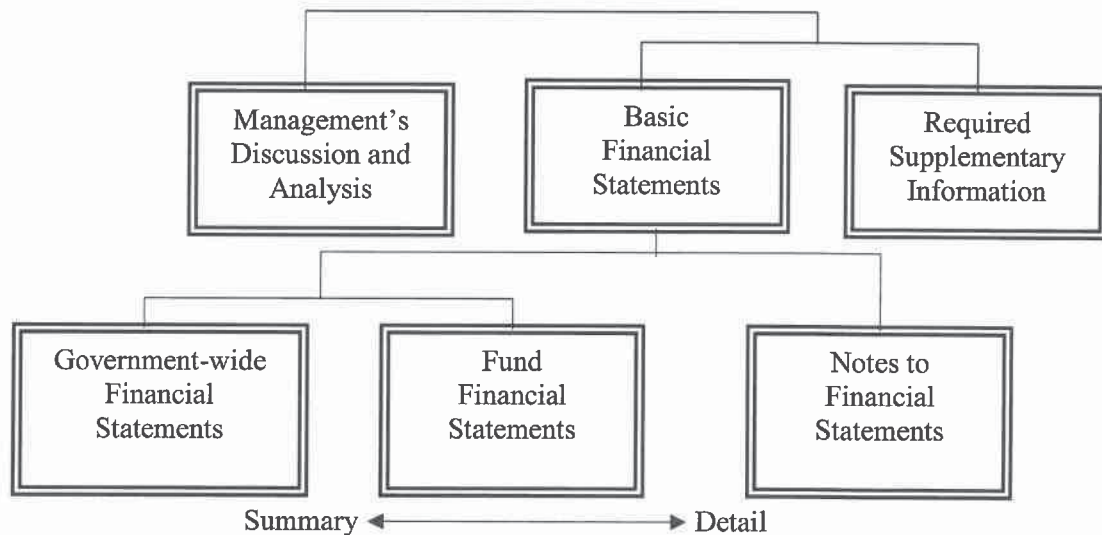 Management's
Discussion and
Analysis
Basic
Financial
Statements
Required
Supplementary
Information
Government-wide
Financial
Statements
Fund
Financial
Statements
Notes to
Financial
Statements
Summary
Detail